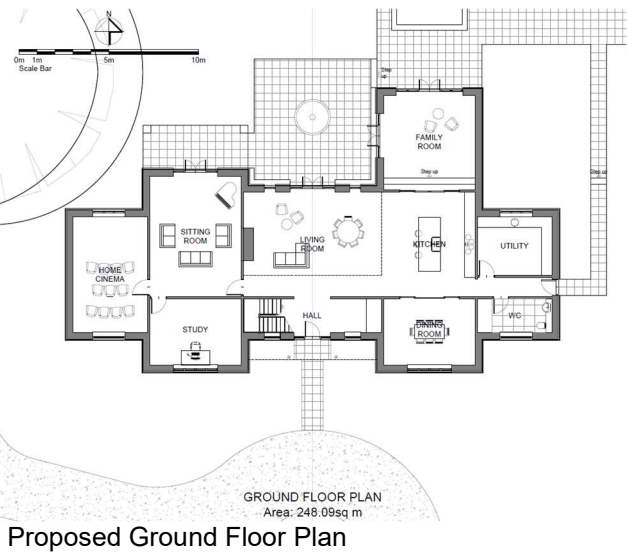 N
0m 1m 5m 10m
Scale Bar
Step up
FAMILY
ROOM
Step up
Step up
SITTING
ROOM
LIVING
ROOM
KITCHEN
UTILITY
HOME
CINEMA
STUDY
HALL
DINING
ROOM
WC
GROUND FLOOR PLAN
Area: 248.09sq m
Proposed Ground Floor Plan